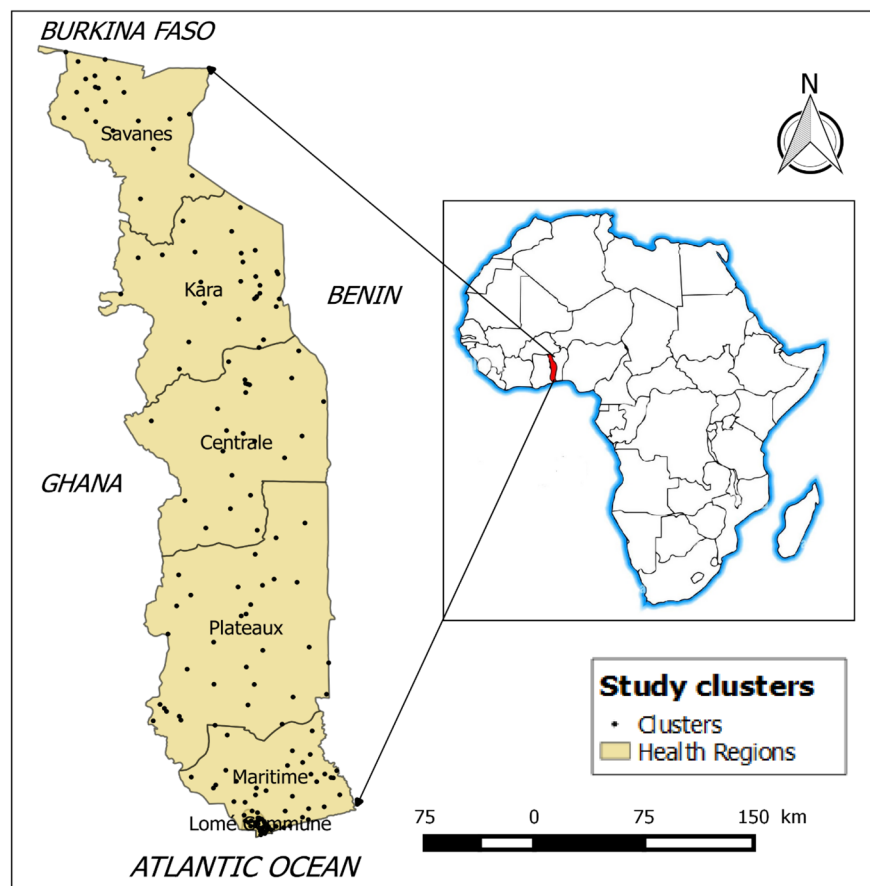 BURKINA FASO
N
Savanes
Kara
BENIN
Centrale
GHANA
Plateaux
Study clusters
Clusters
Health Regions
Maritime
Lome Commune
75 0 75 150 km
ATLANTIC OCEAN